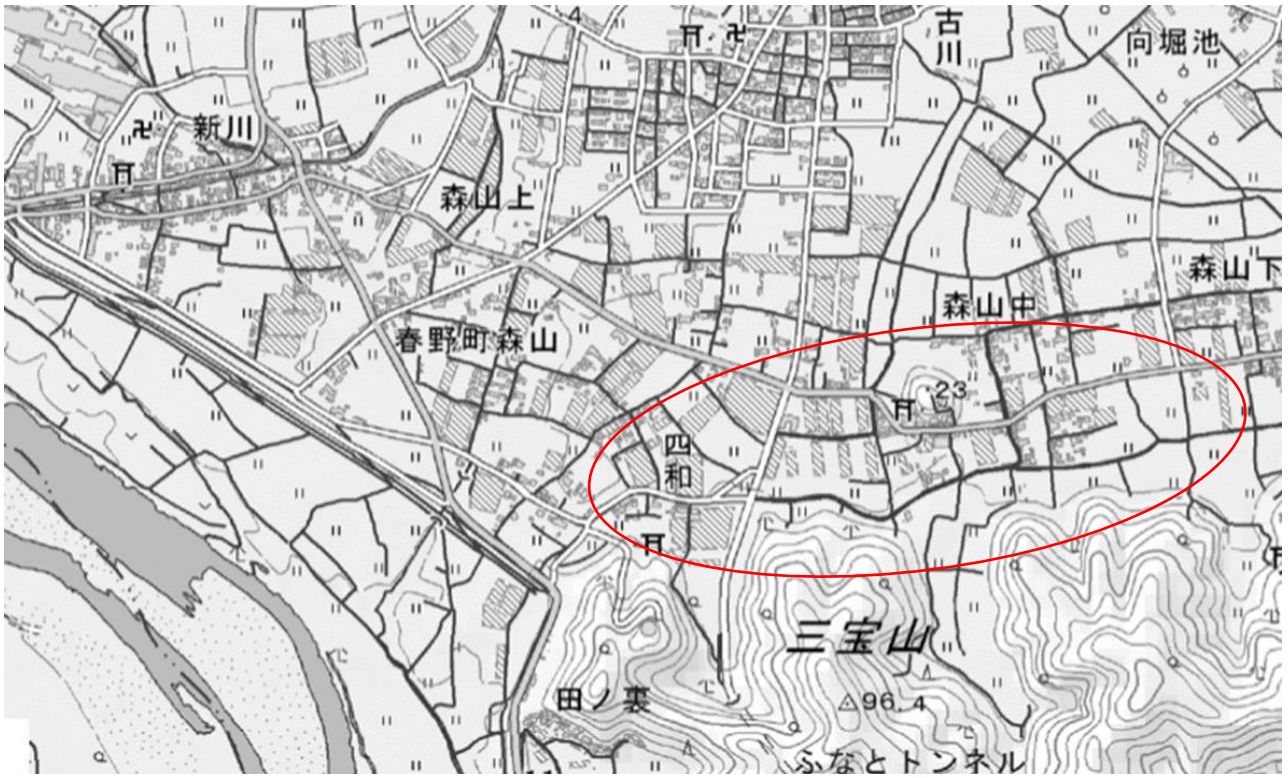 古川
向堀池
新川
森山上
森山下
森山中
春野町森山
23
四和
三宝山
田ノ裏
96.4
ふなとトンネル